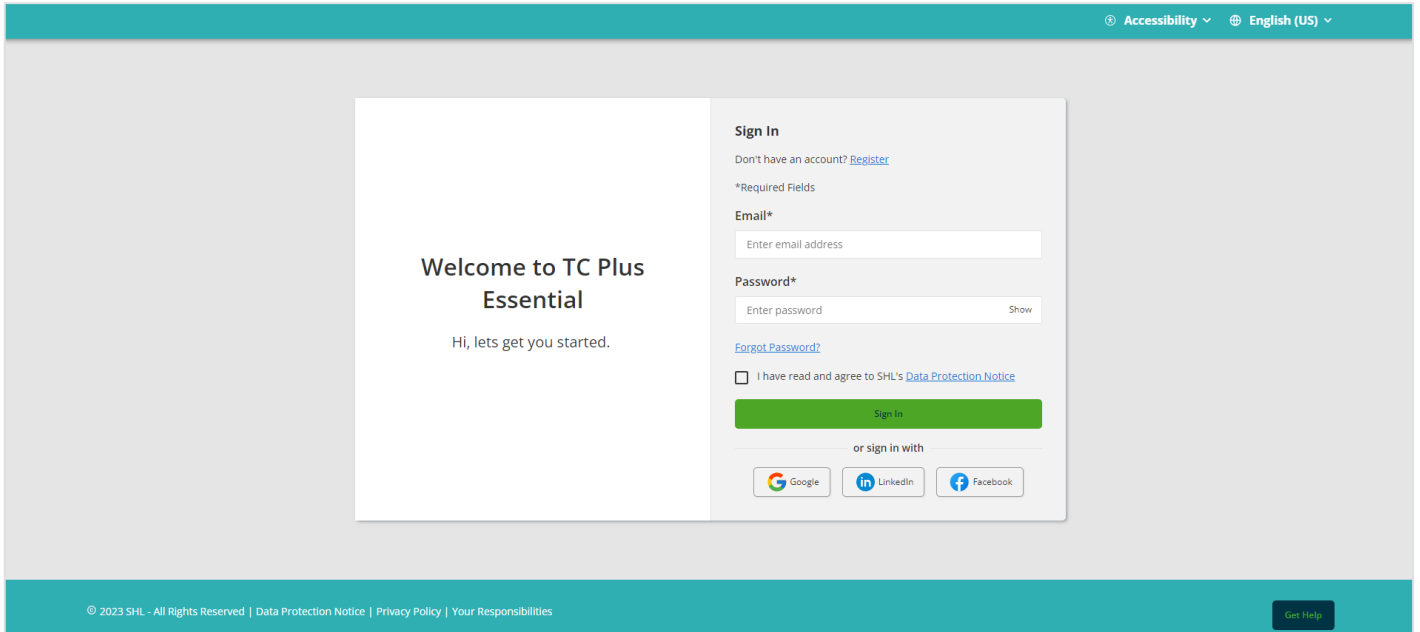 Accessibility
English (US)
Welcome to TC Plus
Essential
Hi, lets get you started.
Sign In
Don't have an account? Register
*Required Fields
Email*
Enter email address
Password*
Enter password Show
Forgot Password?
I have read and agree to SHL's Data Protection Notice
Sign In
or sign in with
Google
LinkedIn
Facebook
© 2023 SHL - All Rights Reserved | Data Protection Notice | Privacy Policy | Your Responsibilities
Get Help